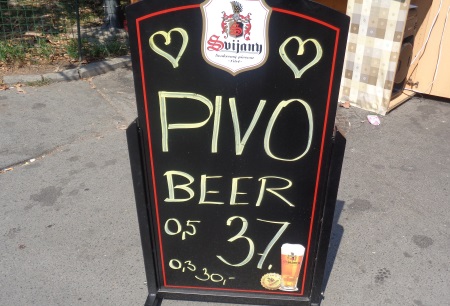 Svijany
PIVO
BEER
0,5 37,-
0,3 30,-